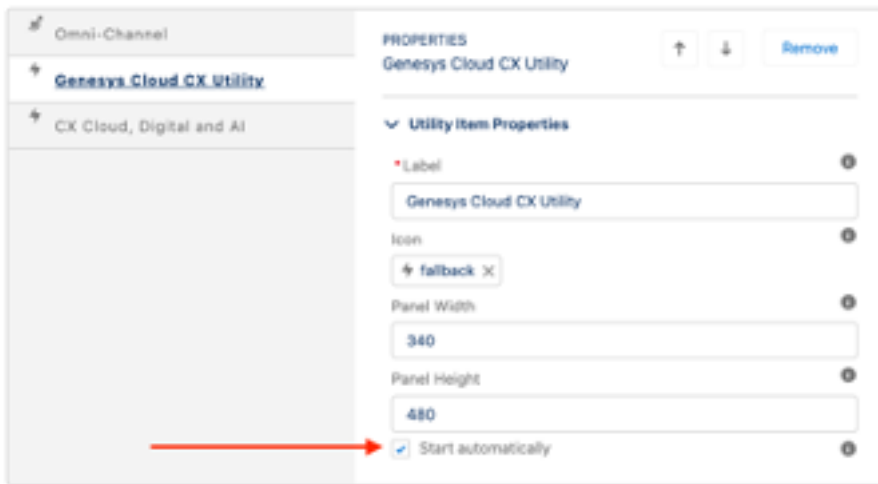 Omni-Channel
Genesys Cloud CX Utility
CX Cloud, Digital and AI
PROPERTIES
Genesys Cloud CX Utility
Remove
Utility Item Properties
*Label
Genesys Cloud CX Utility
Icon
fallback
Panel Width
340
Panel Height
480
Start automatically